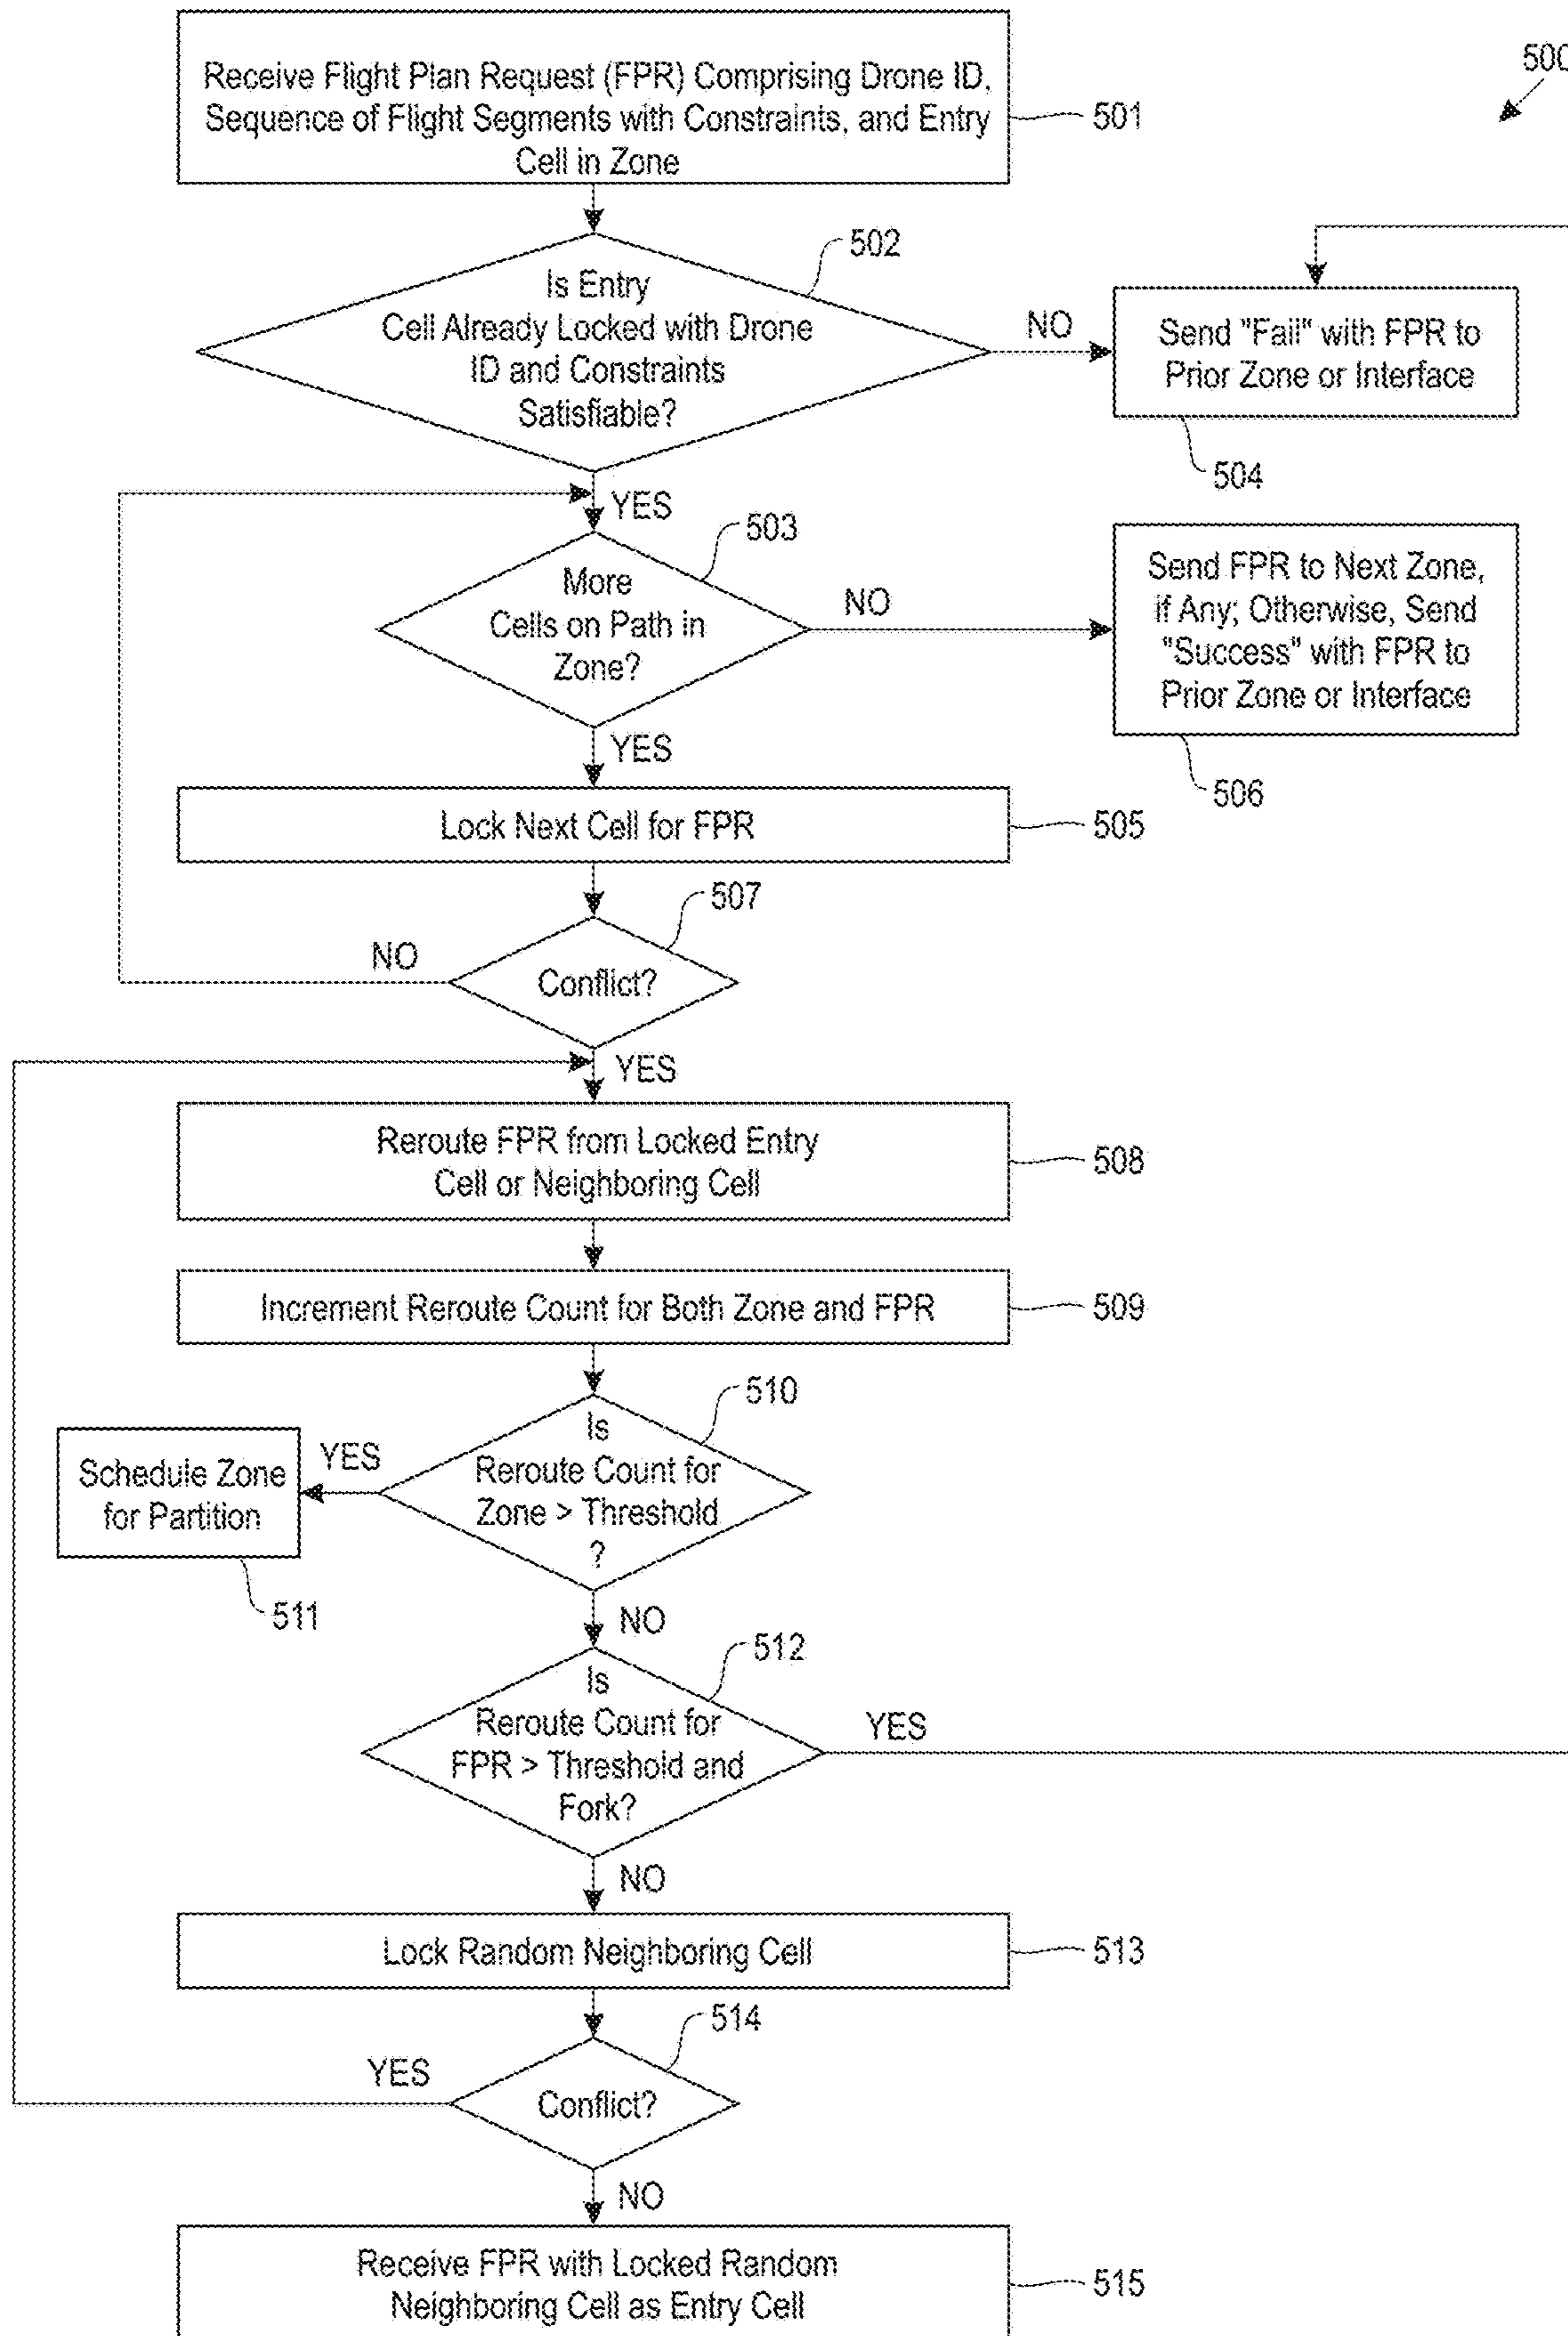 500
Receive Flight Plan Request (FPR) Comprising Drone ID,
Sequence of Flight Segments with Constraints, and Entry
Cell in Zone
501
502
Is Entry
Cell Already Locked with Drone
ID and Constraints
Satisfiable?
NO
Send "Fail" with FPR to
Prior Zone or Interface
504
YES
503
More
Cells on Path in
Zone?
NO
Send FPR to Next Zone,
if Any; Otherwise, Send
"Success" with FPR to
Prior Zone or Interface
506
YES
Lock Next Cell for FPR
505
507
Conflict?
NO
YES
Reroute FPR from Locked Entry
Cell or Neighboring Cell
508
Increment Reroute Count for Both Zone and FPR
509
510
Is
Reroute Count for
Zone > Threshold
?
YES
Schedule Zone
for Partition
511
NO
512
Is
Reroute Count for
FPR > Threshold and
Fork?
YES
NO
Lock Random Neighboring Cell
513
514
Conflict?
YES
NO
Receive FPR with Locked Random
Neighboring Cell as Entry Cell
515